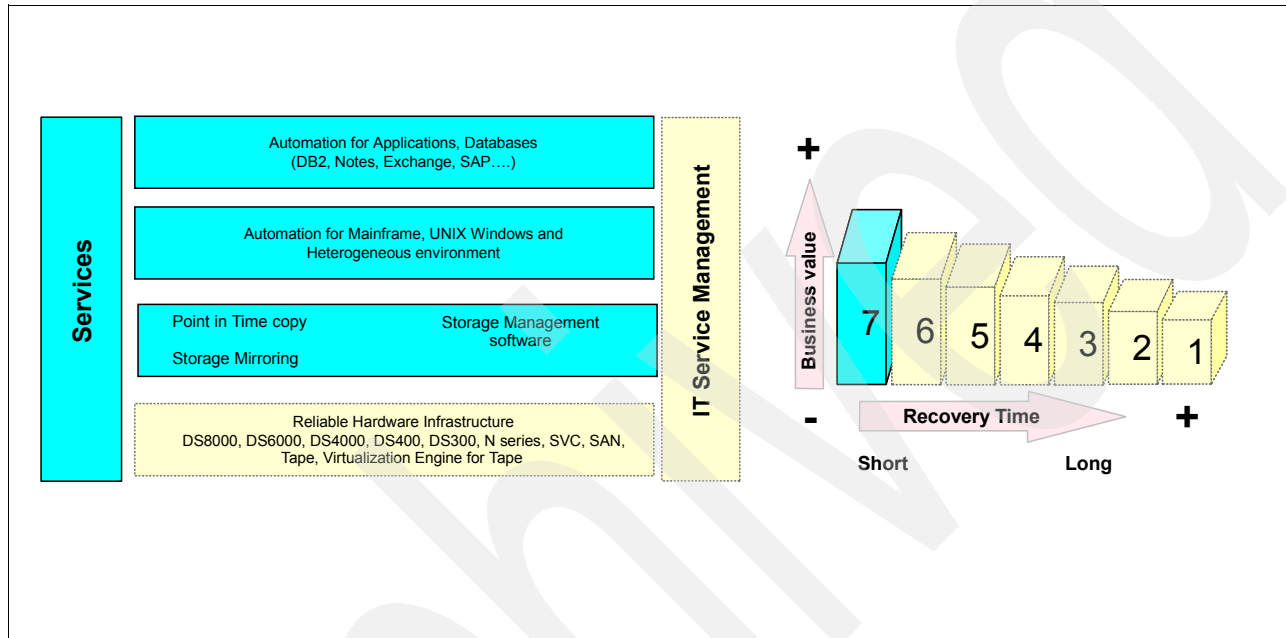 Services
Automation for Applications, Databases
(DB2, Notes, Exchange, SAP....)
Automation for Mainframe, UNIX Windows and
Heterogeneous environment
Point in Time copy
Storage Management
software
Storage Mirroring
Reliable Hardware Infrastructure
DS8000, DS6000, DS4000, DS400, DS300, N series, SVC, SAN,
Tape, Virtualization Engine for Tape
IT Service Management
+
Business value
-
7
6
5
4
3
2
1
Recovery Time
+
Short
Long